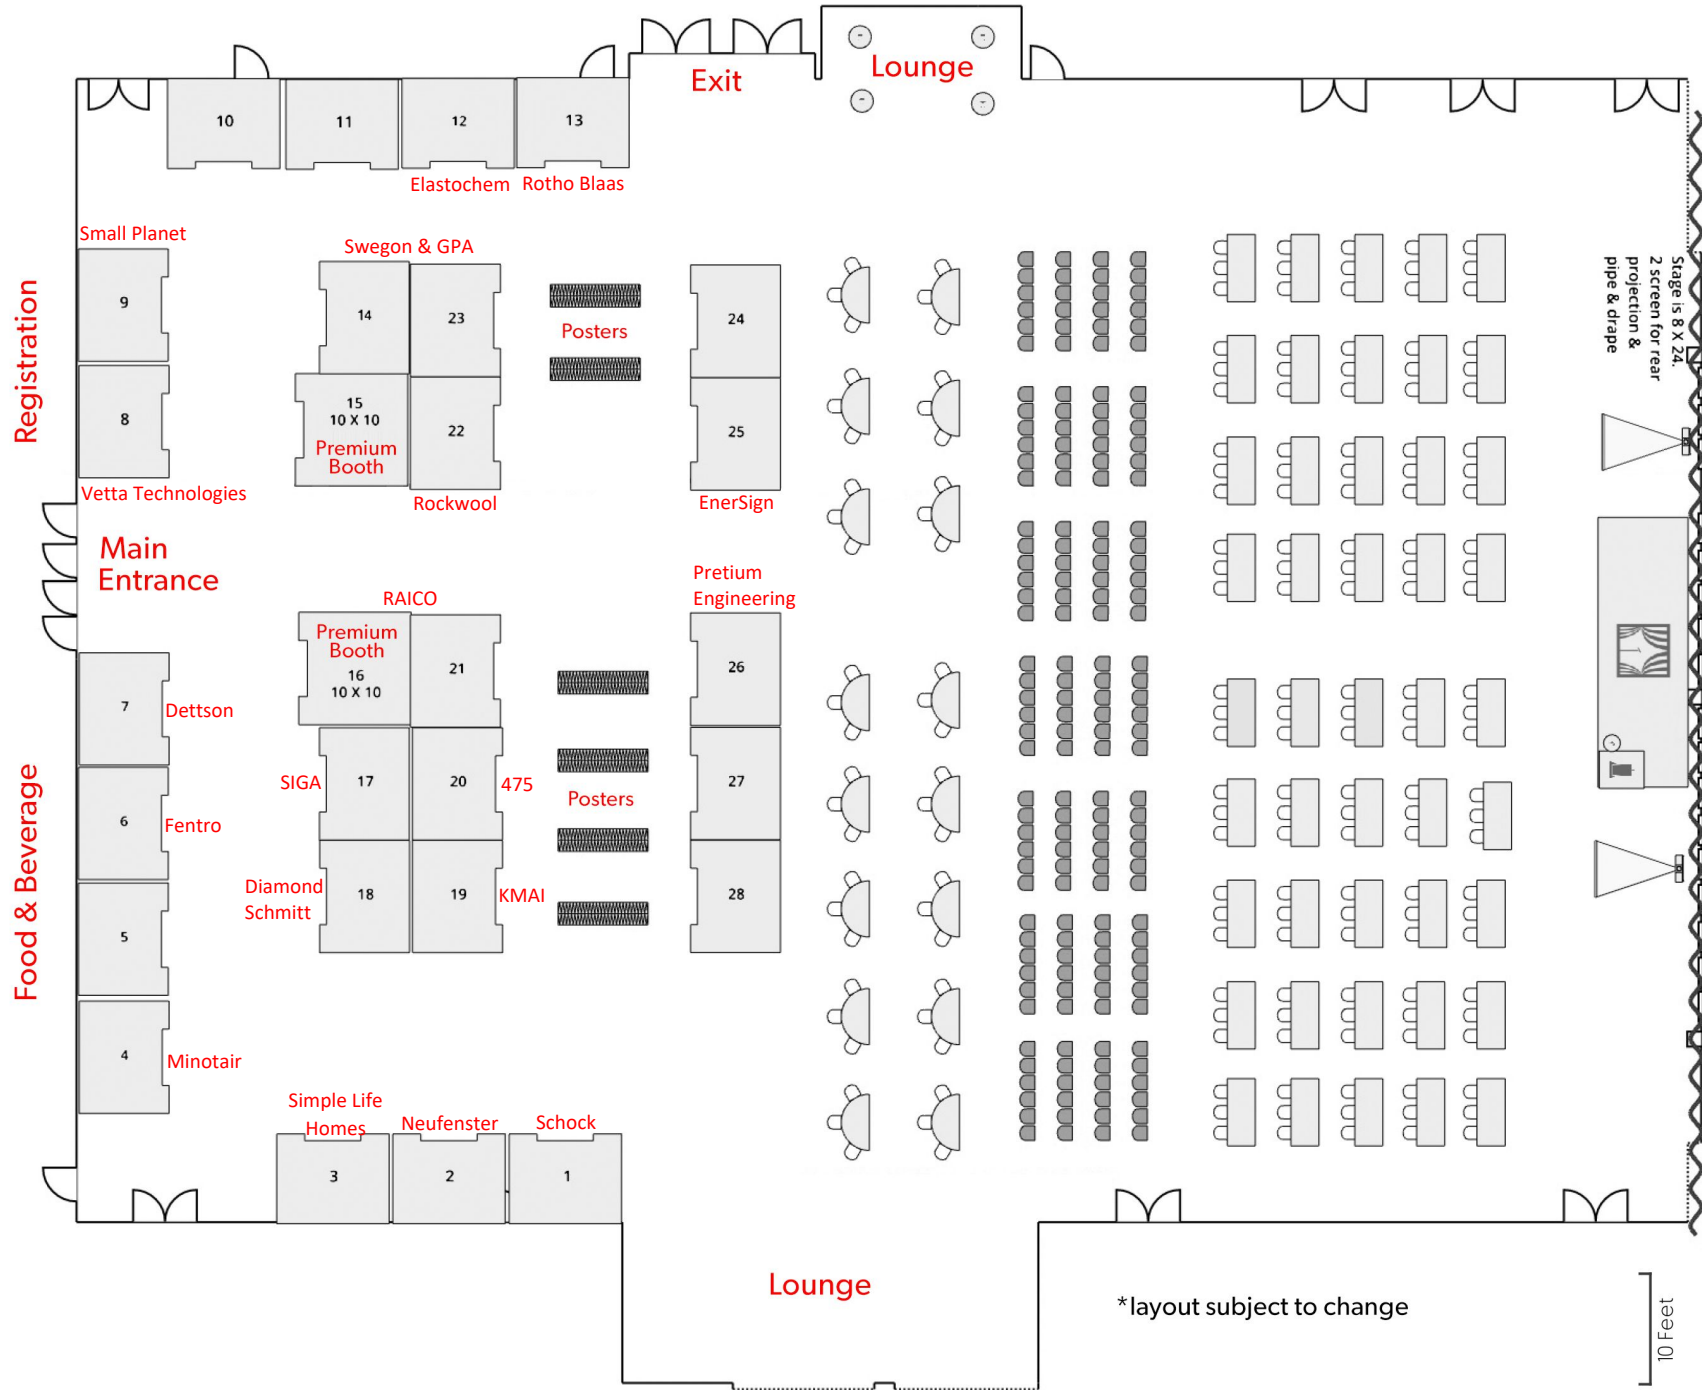 Exit
Lounge
10
11
12
13
Elastochem
Rotho Blaas
Small Planet
Registration
9
8
Vetta Technologies
Swegon & GPA
14
23
15
10 X 10
Premium
Booth
22
Rockwool
Posters
24
25
EnerSign
Stage is 8 X 24.
2 screen for rear
projection &
pipe & drape
Main
Entrance
RAICO
Premium
Booth
16
10 X 10
21
Pretium
Engineering
26
7
Dettson
SIGA
17
20
475
Posters
27
Food & Beverage
6
Fentro
5
Diamond
Schmitt
18
19
KMAI
28
4
Minotair
Simple Life
Homes
Neufenster
Schock
3
2
1
Lounge
*layout subject to change
10 Feet